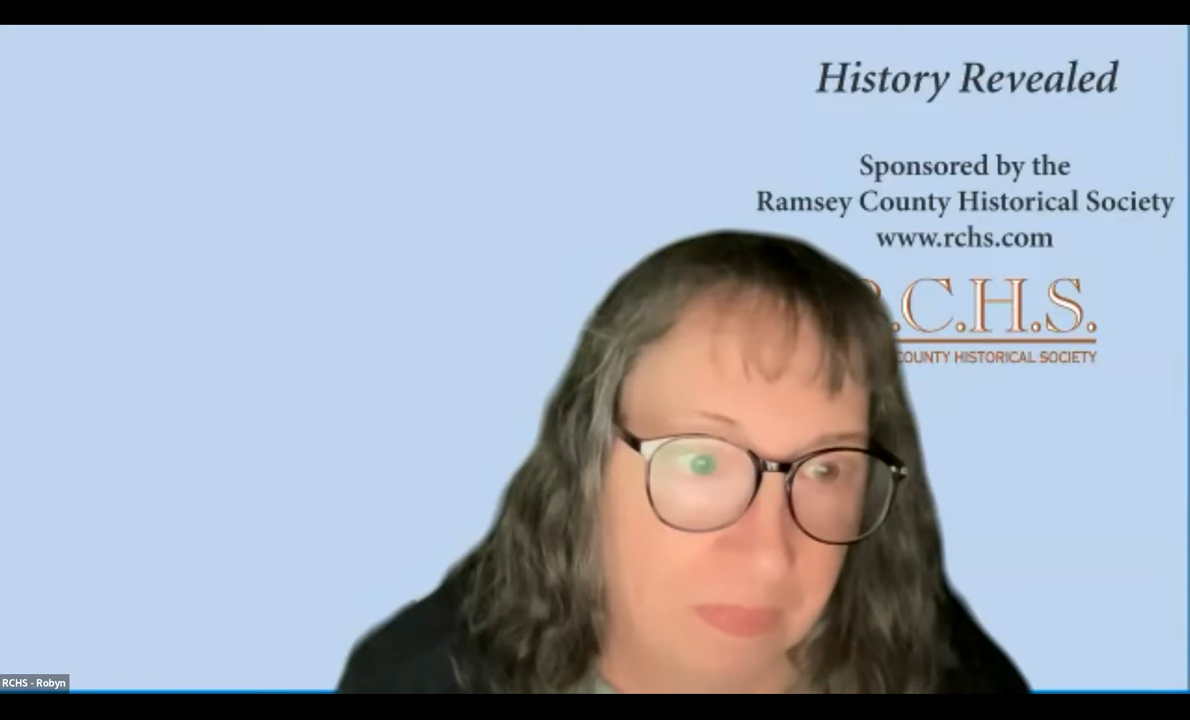 History Revealed
Sponsored by the
Ramsey County Historical Society
www.rchs.com
.C.H.S.
COUNTY HISTORICAL SOCIETY
RCHS - Robyn